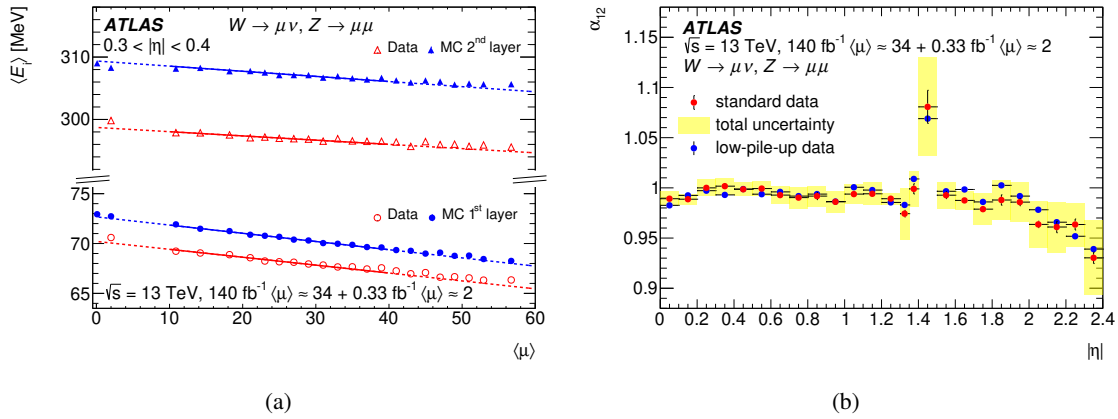 ATLAS W → μν, Z → μμ
0.3 < |η| < 0.4
Data MC 2nd layer
⟨Eᵢ⟩ [MeV]
310
300
75
70
65
Data MC 1st layer
√s = 13 TeV, 140 fb⁻¹ ⟨μ⟩ ≈ 34 + 0.33 fb⁻¹ ⟨μ⟩ ≈ 2
0 10 20 30 40 50 60
⟨μ⟩
(a)
α₁₂
ATLAS
√s = 13 TeV, 140 fb⁻¹ ⟨μ⟩ ≈ 34 + 0.33 fb⁻¹ ⟨μ⟩ ≈ 2
W → μν, Z → μμ
standard data
total uncertainty
low-pile-up data
1.15
1.1
1.05
1
0.95
0.9
0 0.2 0.4 0.6 0.8 1 1.2 1.4 1.6 1.8 2 2.2 2.4
|η|
(b)